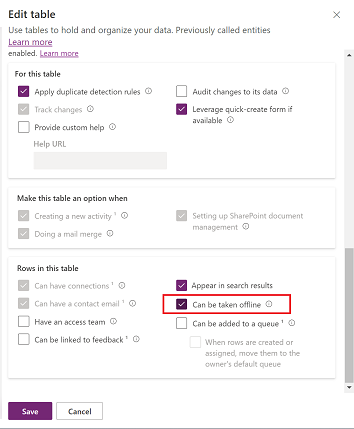 Edit table
Use tables to hold and organize your data. Previously called entities
Learn more
enabled. Learn more
For this table
Apply duplicate detection rules
Audit changes to its data
Track changes
Leverage quick-create form if
available
Provide custom help
Help URL
Make this table an option when
Creating a new activity ¹
Setting up SharePoint document
management
Doing a mail merge
Rows in this table
Can have connections ¹
Appear in search results
Can have a contact email ¹
Can be taken offline
Have an access team
Can be added to a queue ¹
Can be linked to feedback ¹
When rows are created or
assigned, move them to the
owner's default queue
Save
Cancel